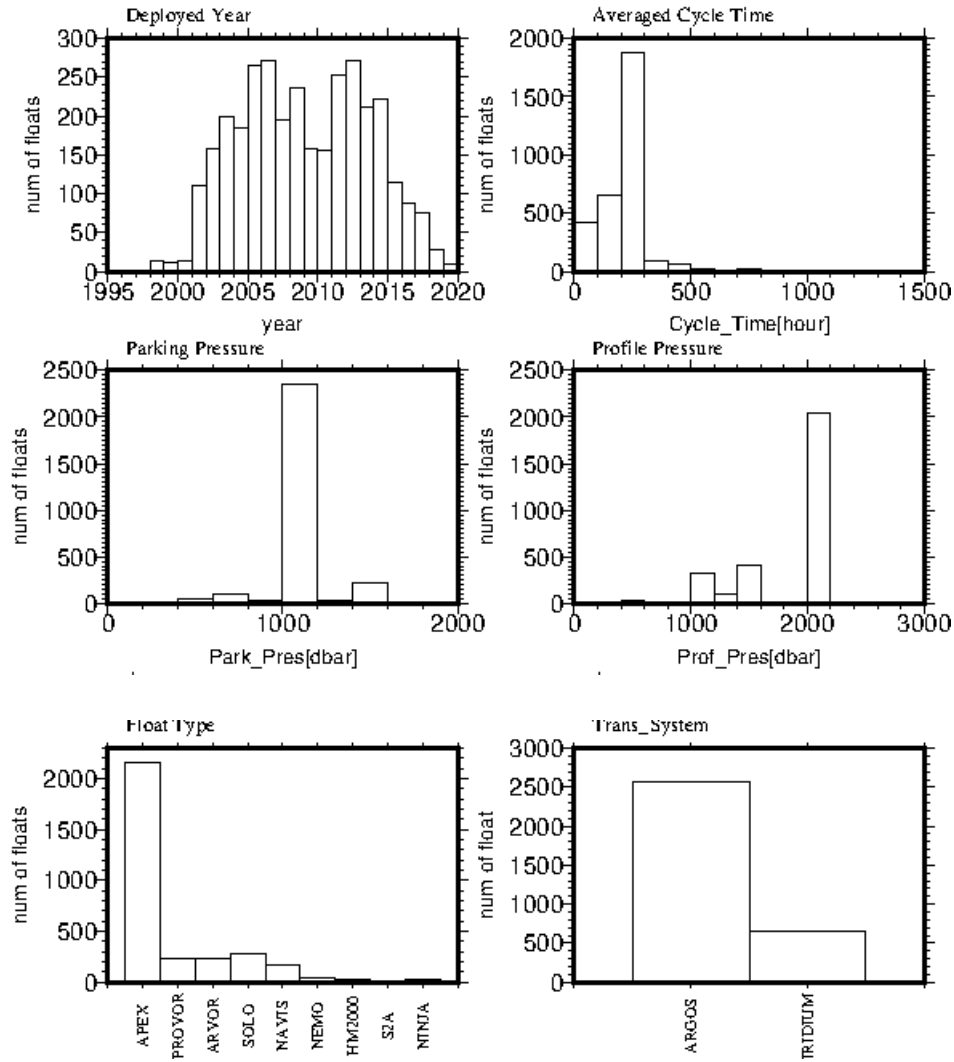 Deployed Year
300
250
200
150
100
50
0
num of floats
1995 2000 2005 2010 2015 2020
year
Averaged Cycle Time
2000
1500
1000
500
0
num of floats
0 500 1000 1500
Cycle_Time[hour]
Parking Pressure
2500
2000
1500
1000
500
0
num of floats
0 1000 2000
Park_Pres[dbar]
Profile Pressure
2500
2000
1500
1000
500
0
num of floats
0 1000 2000 3000
Prof_Pres[dbar]
Float Type
2000
1500
1000
500
0
num of floats
APEX
PROVOR
ARVOR
SOLO
NAVIS
NEMO
HM2000
S2A
NINJA
Trans_System
3000
2500
2000
1500
1000
500
0
num of float
ARGOS
IRIDIUM